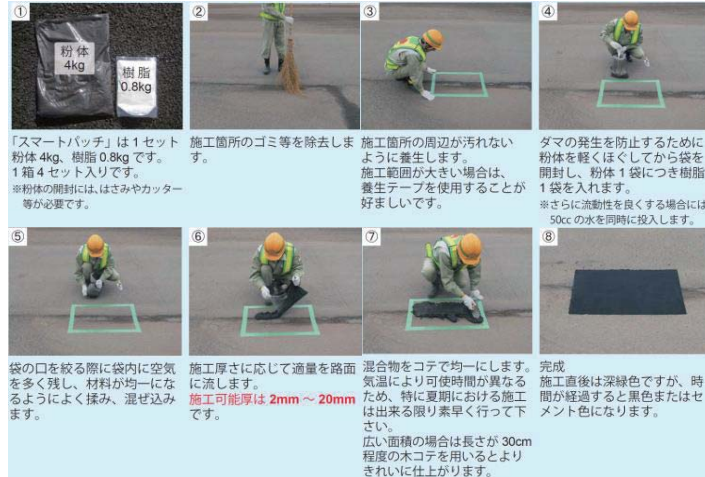 ①
粉体
4kg
樹脂
0.8kg
「スマートパッチ」は1セット
粉体4kg、樹脂0.8kgです。
1箱4セット入りです。
※粉体の開封には、はさみやカッター
等が必要です。
②
施工箇所のゴミ等を除去しま
す。
③
施工箇所の周辺が汚れない
ように養生します。
施工範囲が大きい場合は、
養生テープを使用することが
好ましいです。
④
ダマの発生を防止するために
粉体を軽くほぐしてから袋を
開封し、粉体1袋につき樹脂
1袋を入れます。
※さらに流動性を良くする場合には
50ccの水を同時に投入します。
⑤
袋の口を絞る際に袋内に空気
を多く残し、材料が均一にな
るようによく揉み、混ぜ込み
ます。
⑥
施工厚さに応じて適量を路面
に流します。
施工可能厚は2mm～20mm
です。
⑦
混合物をコテで均一にします。
気温により可使時間が異なる
ため、特に夏期における施工
は出来る限り素早く行って下
さい。
広い面積の場合は長さが30cm
程度の木コテを用いるとより
きれいに仕上がります。
⑧
完成
施工直後は深緑色ですが、時
間が経過すると黒色またはセ
メント色になります。